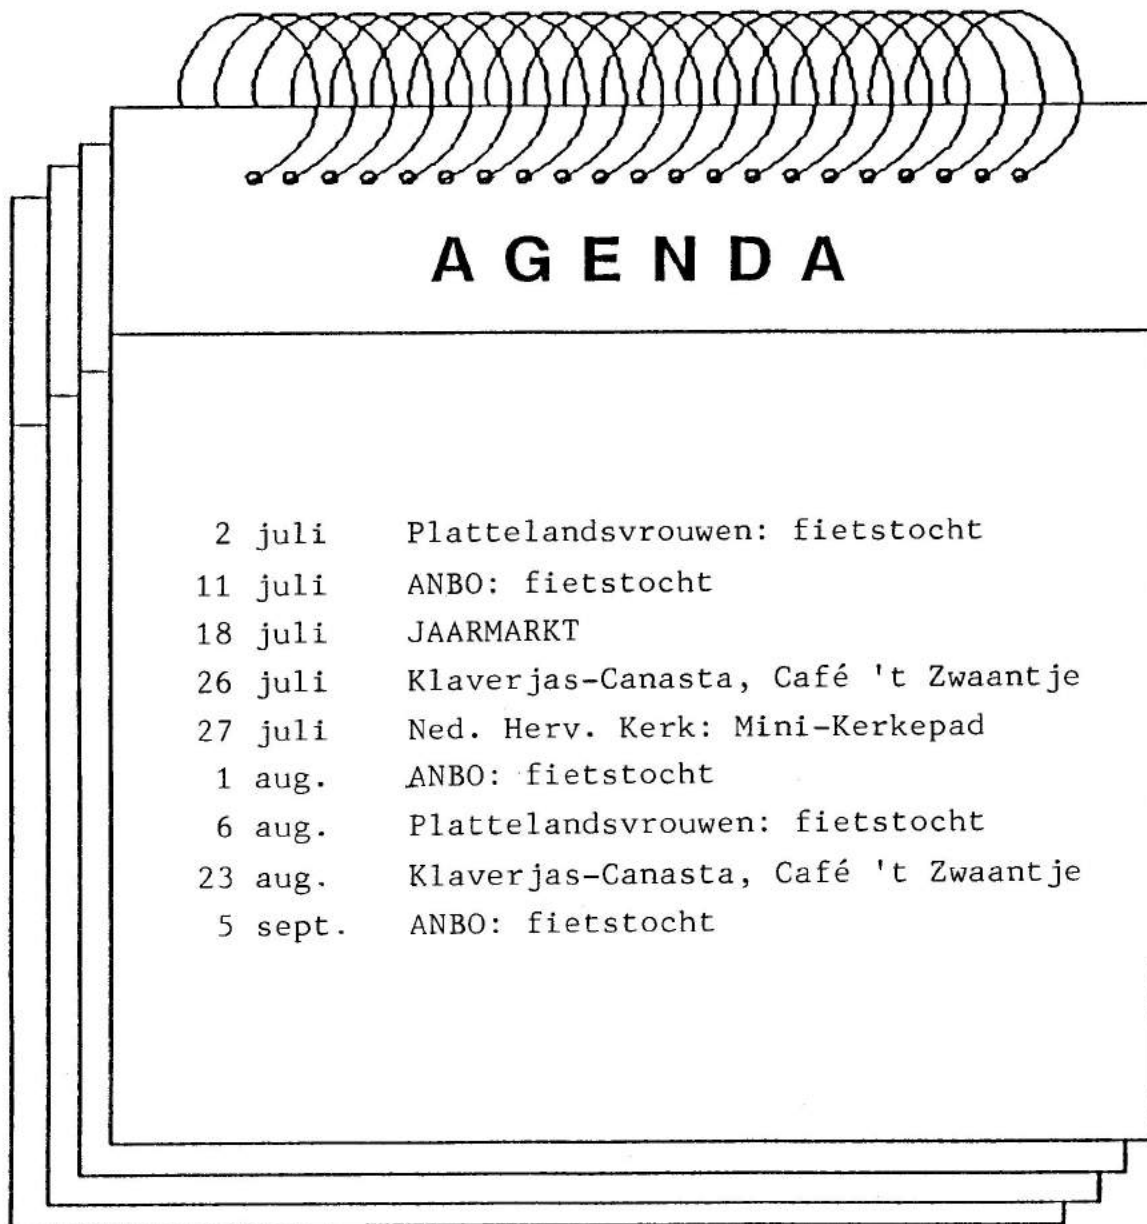 AGENDA
2 juli Plattelandsvrouwen: fietstocht
11 juli ANBO: fietstocht
18 juli JAARMARKT
26 juli Klaverjas-Canasta, Café 't Zwaantje
27 juli Ned. Herv. Kerk: Mini-Kerkepad
1 aug. ANBO: fietstocht
6 aug. Plattelandsvrouwen: fietstocht
23 aug. Klaverjas-Canasta, Café 't Zwaantje
5 sept. ANBO: fietstocht